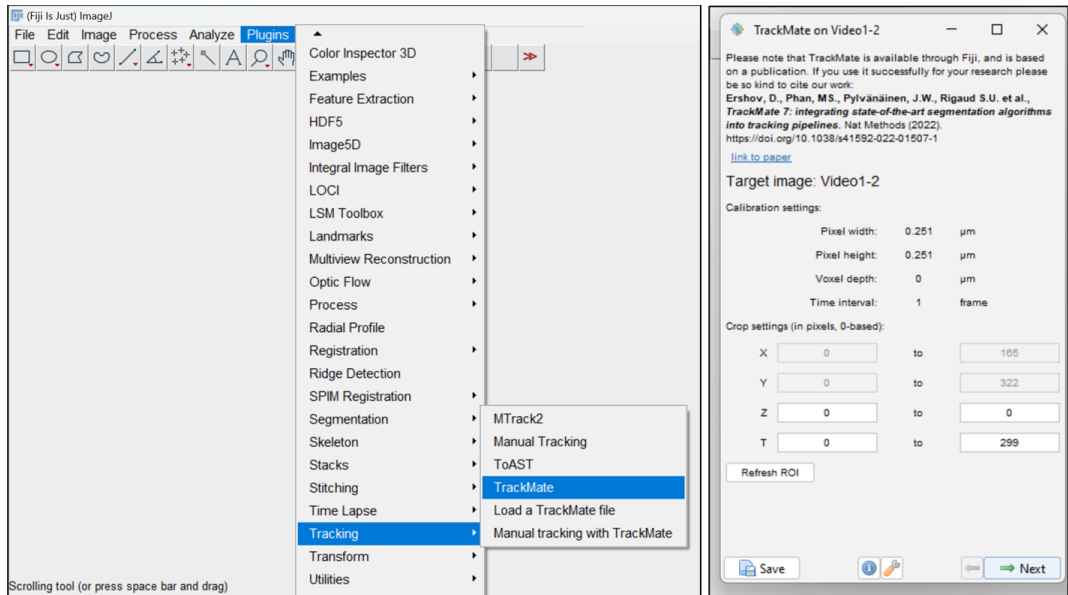 (Fiji Is Just) ImageJ
File Edit Image Process Analyze Plugins
Color Inspector 3D
Examples
Feature Extraction
HDF5
Image5D
Integral Image Filters
LOCI
LSM Toolbox
Landmarks
Multiview Reconstruction
Optic Flow
Process
Radial Profile
Registration
Ridge Detection
SPIM Registration
Segmentation
Skeleton
Stacks
Stitching
Time Lapse
Tracking
Transform
Utilities
MTrack2
Manual Tracking
ToAST
TrackMate
Load a TrackMate file
Manual tracking with TrackMate
Scrolling tool (or press space bar and drag)
TrackMate on Video1-2
Please note that TrackMate is available through Fiji, and is based
on a publication. If you use it successfully for your research please
be so kind to cite our work:
Ershov, D., Phan, MS., Pylvänäinen, J.W., Rigaud S.U. et al.,
TrackMate 7: integrating state-of-the-art segmentation algorithms
into tracking pipelines. Nat Methods (2022).
https://doi.org/10.1038/s41592-022-01507-1
link to paper
Target image: Video1-2
Calibration settings:
Pixel width: 0.251 µm
Pixel height: 0.251 µm
Voxel depth: 0 µm
Time interval: 1 frame
Crop settings (in pixels, 0-based):
X 0 to 165
Y 0 to 322
Z 0 to 0
T 0 to 299
Refresh ROI
Save Next